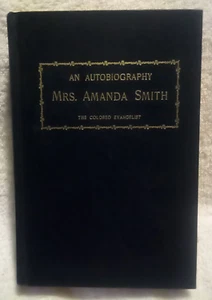 AN AUTOBIOGRAPHY
MRS. AMANDA SMITH
THE COLORED EVANGELIST